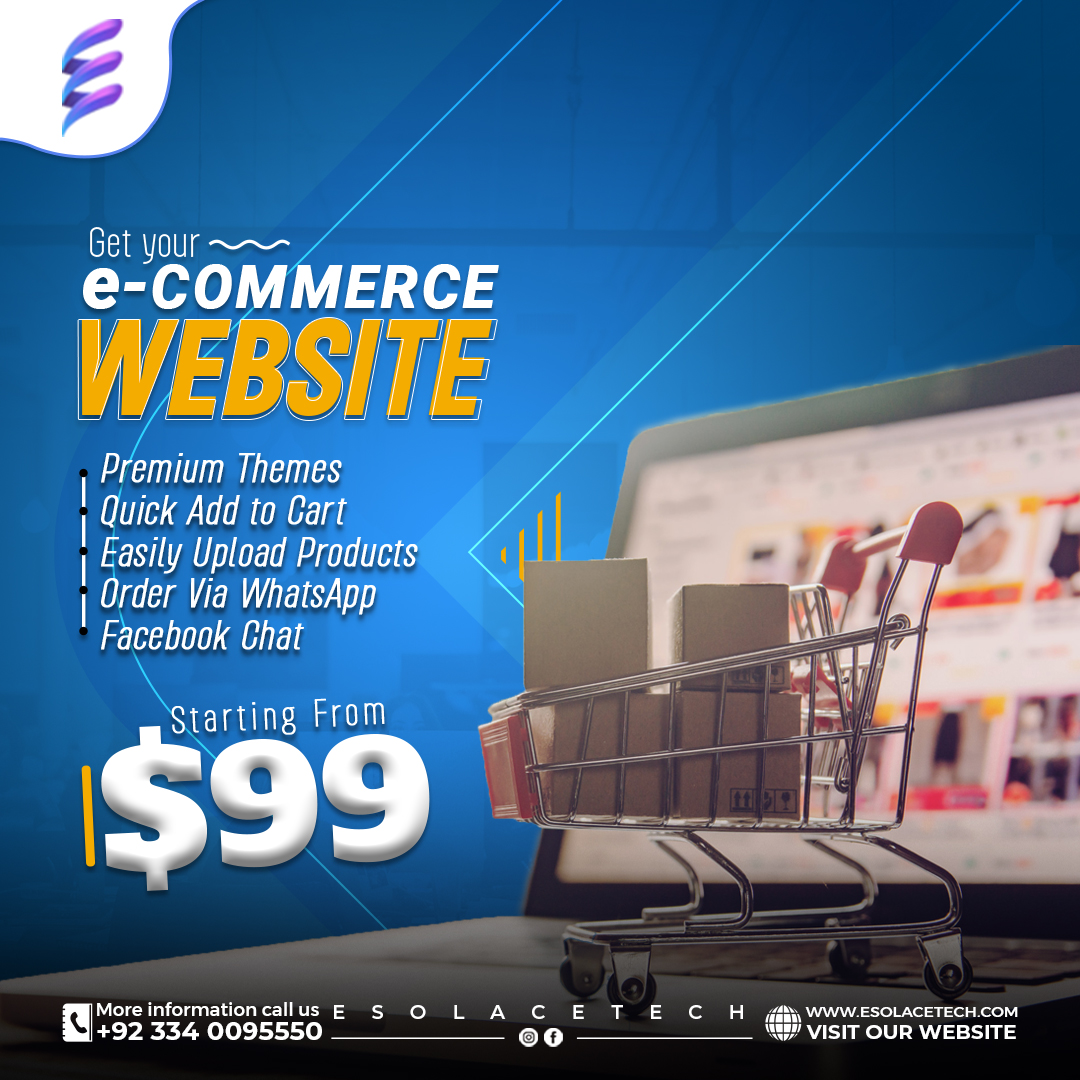 Get your
e-COMMERCE
WEBSITE
Premium Themes
Quick Add to Cart
Easily Upload Products
Order Via WhatsApp
Facebook Chat
Starting From
$99
More information call us
+92 334 0095550
ESOLACETECH
WWW.ESOLACETECH.COM
VISIT OUR WEBSITE